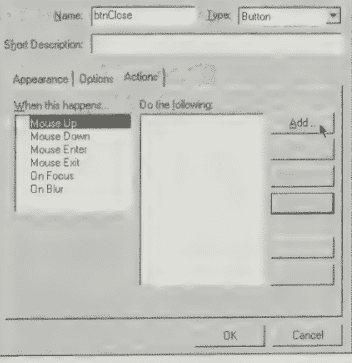 Name: btnClose Type: Button
Short Description:
Appearance Options Actions
When this happens... Do the following:
Mouse Up
Mouse Down
Mouse Enter
Mouse Exit
On Focus
On Blur
Add...
OK Cancel